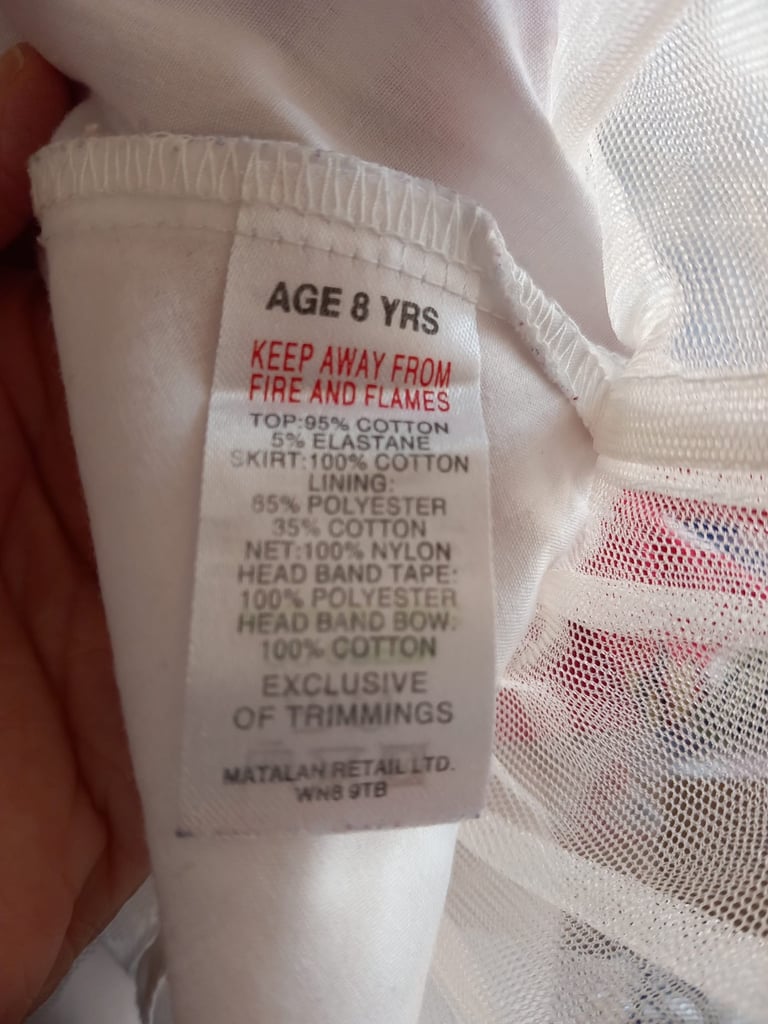 AGE 8 YRS
KEEP AWAY FROM
FIRE AND FLAMES
TOP:95% COTTON
5% ELASTANE
SKIRT:100% COTTON
LINING:
65% POLYESTER
35% COTTON
NET:100% NYLON
HEAD BAND TAPE:
100% POLYESTER
HEAD BAND BOW:
100% COTTON
EXCLUSIVE
OF TRIMMINGS
MATALAN RETAIL LTD.
WN8 9TB